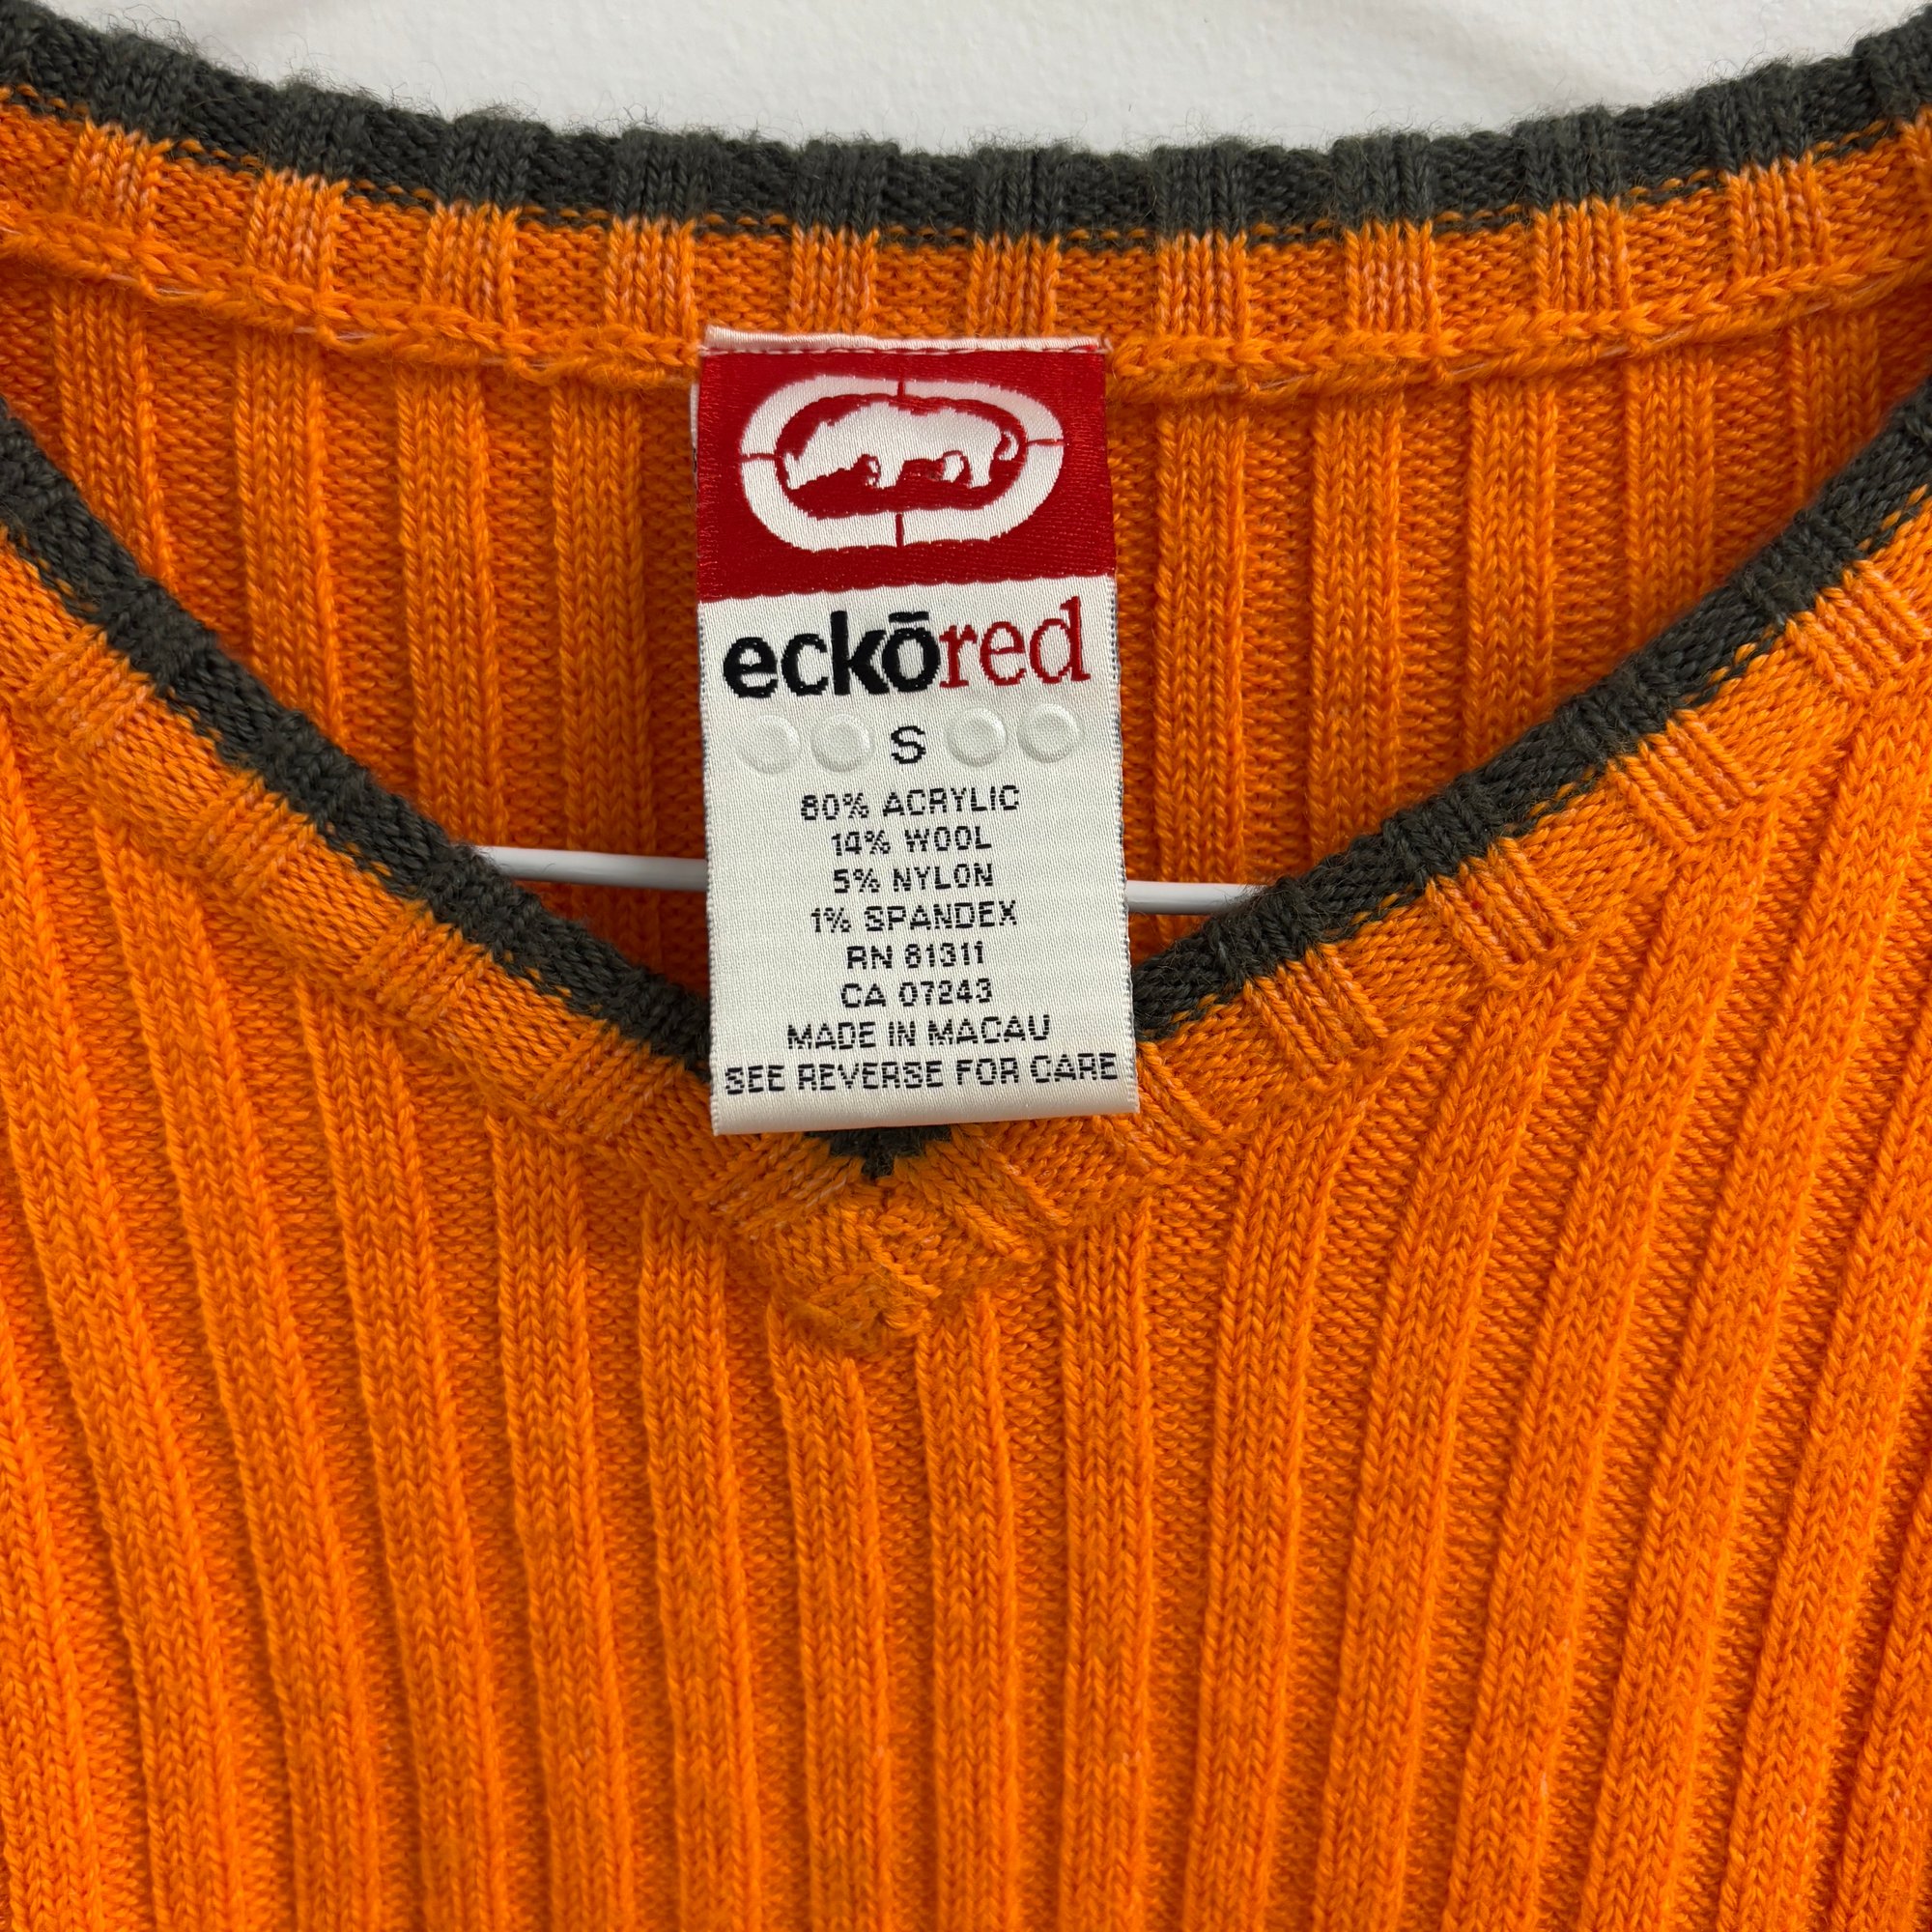 eckōred
S
80% ACRYLIC
14% WOOL
5% NYLON
1% SPANDEX
RN 81311
CA 07243
MADE IN MACAU
SEE REVERSE FOR CARE